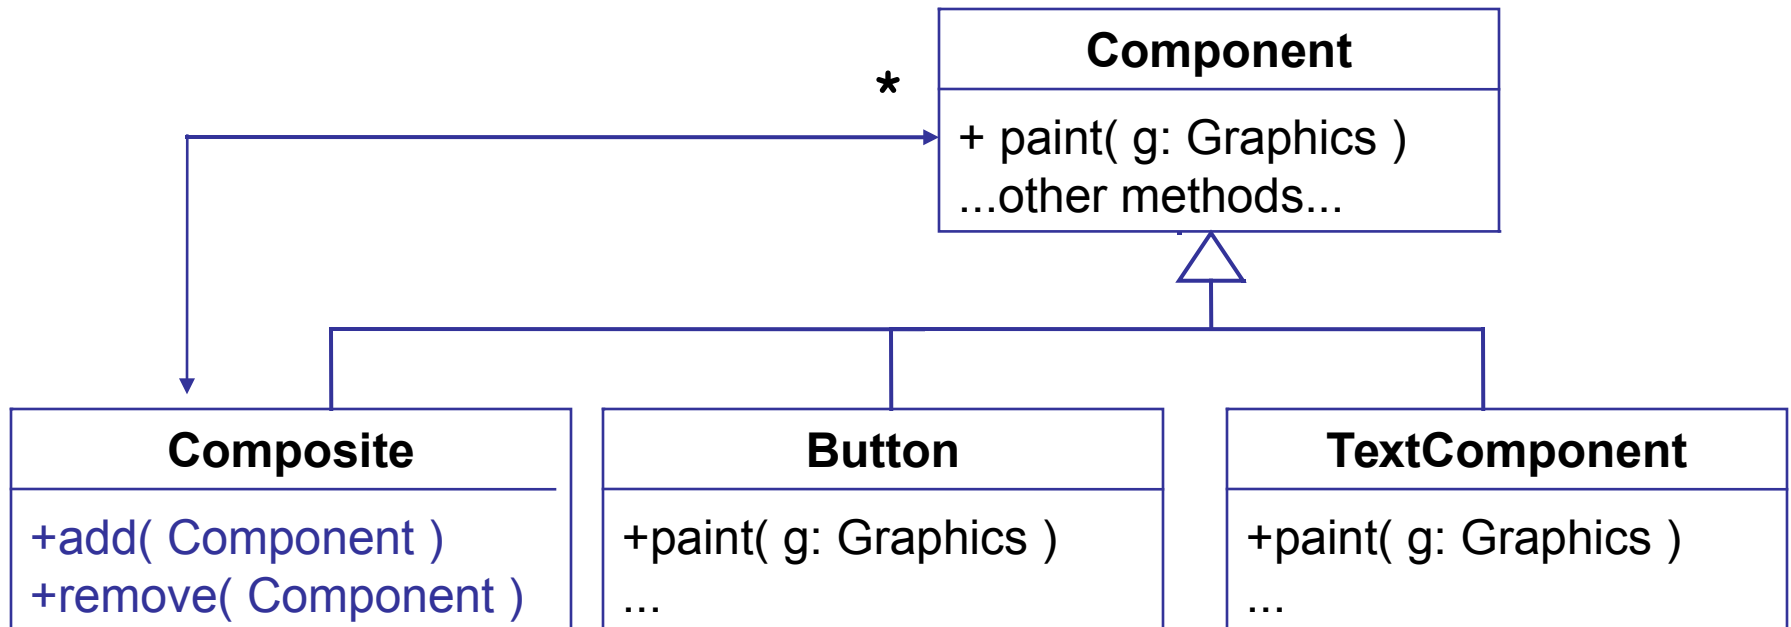 Component
*
+ paint( g: Graphics )
...other methods...
Composite
+add( Component )
+remove( Component )
Button
+paint( g: Graphics )
...
TextComponent
+paint( g: Graphics )
...